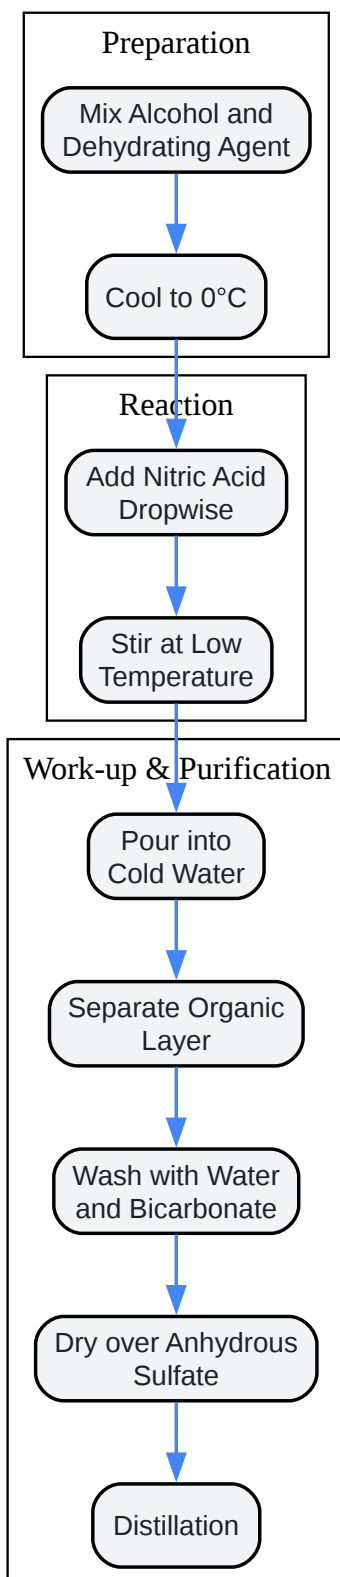 Preparation
Mix Alcohol and
Dehydrating Agent
Cool to 0°C
Reaction
Add Nitric Acid
Dropwise
Stir at Low
Temperature
Work-up & Purification
Pour into
Cold Water
Separate Organic
Layer
Wash with Water
and Bicarbonate
Dry over Anhydrous
Sulfate
Distillation